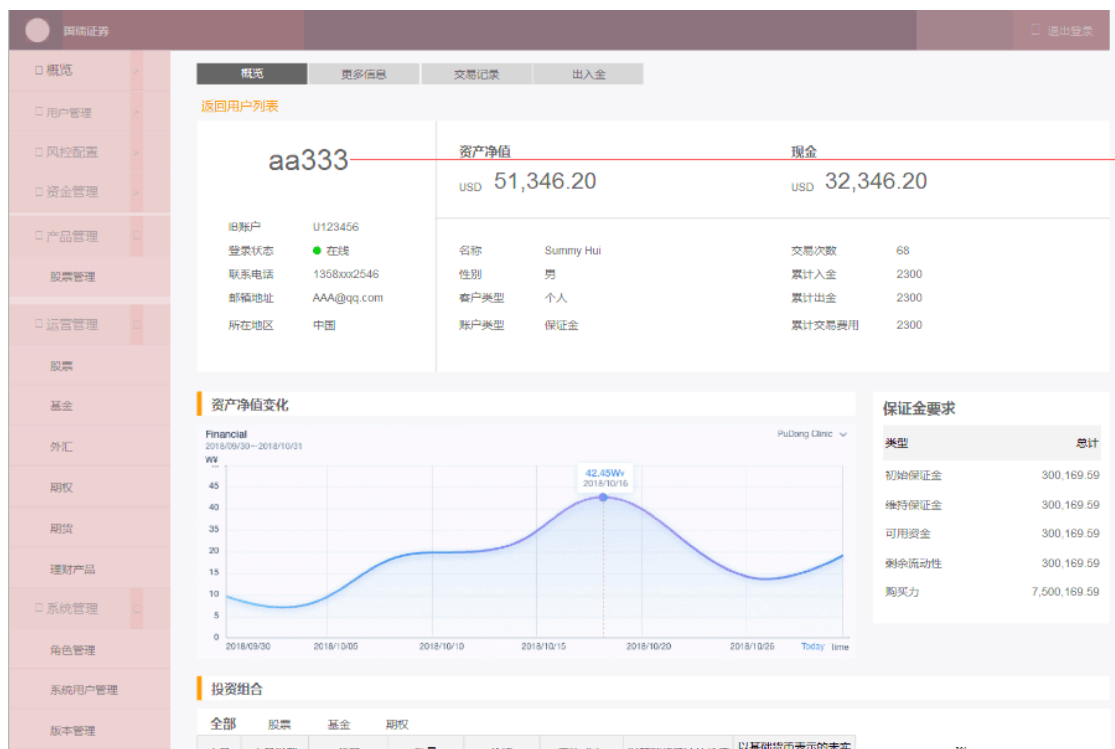 国瑞证券
退出登录
概览
用户管理
风控配置
资金管理
产品管理
股票管理
运营管理
股票
基金
外汇
期权
期货
理财产品
系统管理
角色管理
系统用户管理
版本管理
概览 更多信息 交易记录 出入金
返回用户列表
aa333
IB账户 U123456
登录状态 在线
联系电话 1358xxx2546
邮箱地址 AAA@qq.com
所在地区 中国
资产净值
USD 51,346.20
现金
USD 32,346.20
名称 Summy Hui
性别 男
客户类型 个人
账户类型 保证金
交易次数 68
累计入金 2300
累计出金 2300
累计交易费用 2300
资产净值变化
Financial
2018/09/30~2018/10/31
PuDong Clinic
W¥
45
40
35
20
15
10
5
0
42.45W¥
2018/10/16
2018/09/30 2018/10/05 2018/10/10 2018/10/15 2018/10/20 2018/10/26 Today time
保证金要求
类型 总计
初始保证金 300,169.59
维持保证金 300,169.59
可用资金 300,169.59
剩余流动性 300,169.59
购买力 7,500,169.59
投资组合
全部 股票 基金 期权
以基础货币表示的未实